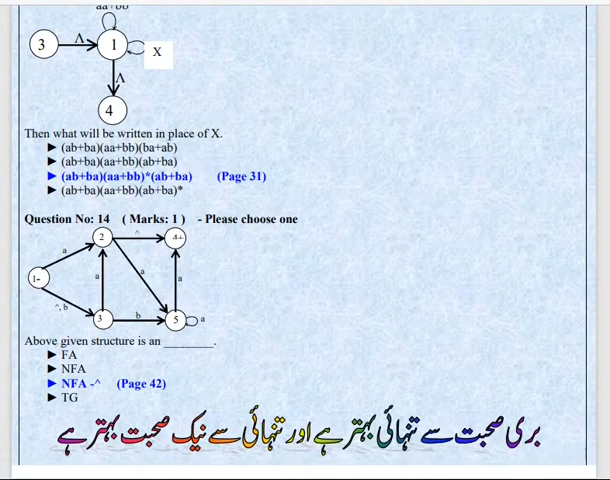 aa+bb
3
Λ
1
X
Λ
4
Then what will be written in place of X.
► (ab+ba)(aa+bb)(ba+ab)
► (ab+ba)(aa+bb)(ab+ba)
► (ab+ba)(aa+bb)*(ab+ba) (Page 31)
► (ab+ba)(aa+bb)(ab+ba)*
Question No: 14 ( Marks: 1 ) - Please choose one
2
^
4+
a
1-
a
a
a
^, b
3
b
5
a
Above given structure is an ________.
► FA
► NFA
► NFA -^ (Page 42)
► TG
بری صحبت سے تنہائی بہتر ہے اور تنہائی سے نیک صحبت بہتر ہے